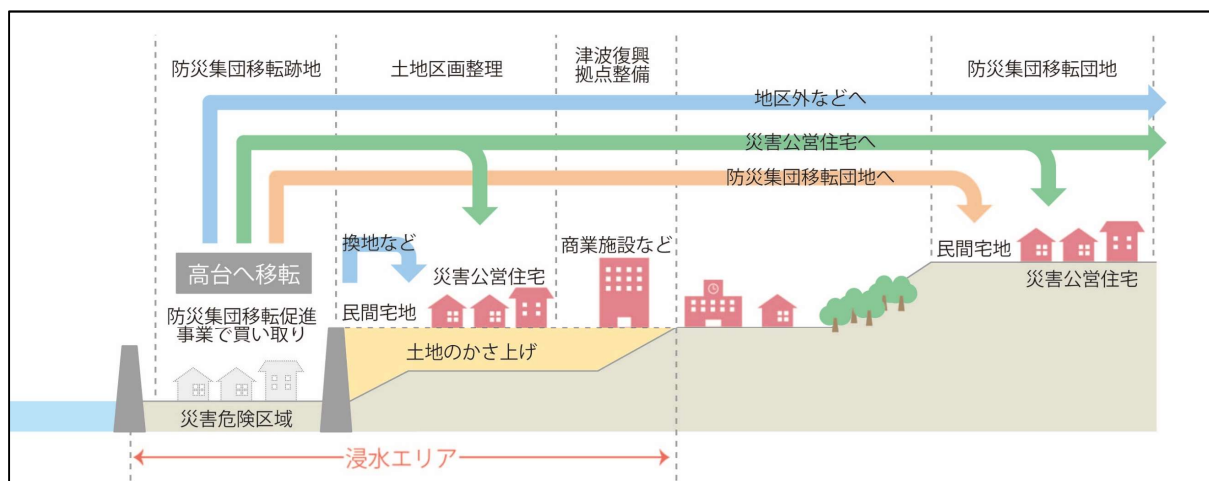 防災集団移転跡地
土地区画整理
津波復興
拠点整備
防災集団移転団地
地区外などへ
災害公営住宅へ
防災集団移転団地へ
高台へ移転
防災集団移転促進
事業で買い取り
災害危険区域
換地など
民間宅地
災害公営住宅
商業施設など
土地のかさ上げ
民間宅地
災害公営住宅
浸水エリア